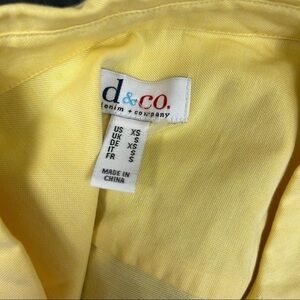 d&co.
denim + company
US XS
UK S
DE XS
IT S
FR S
MADE IN
CHINA